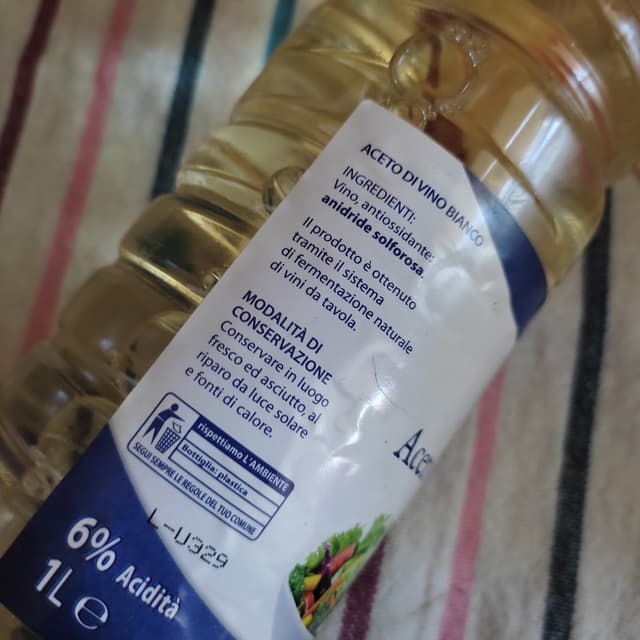 ACETO DI VINO BIANCO
INGREDIENTI:
Vino, antiossidante:
anidride solforosa.
Il prodotto è ottenuto
tramite il sistema
di fermentazione naturale
di vini da tavola.
MODALITÀ DI
CONSERVAZIONE
Conservare in luogo
fresco ed asciutto, al
riparo da luce solare
e fonti di calore.
rispettiamo L'AMBIENTE
Bottiglia: plastica
SEGUI SEMPRE LE REGOLE DEL TUO COMUNE
L-U329
6% Acidità
1L e